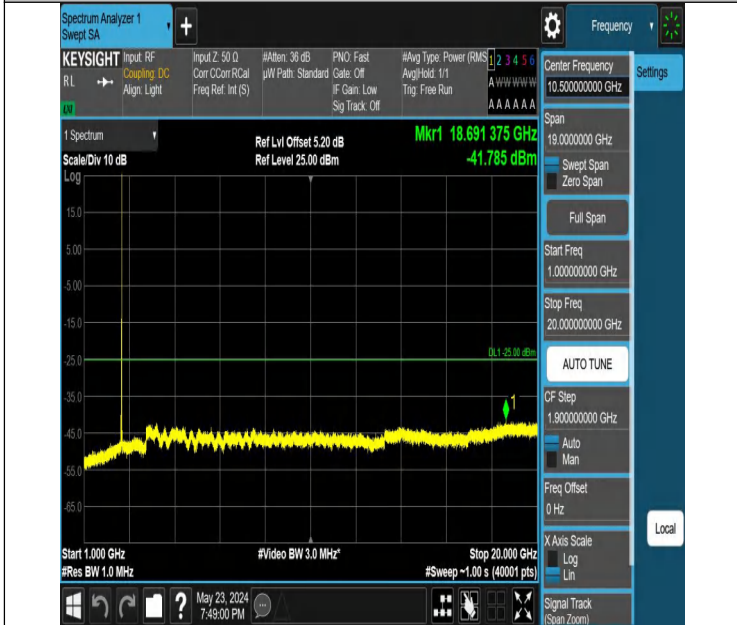 Spectrum Analyzer 1
Swept SA
+
Frequency
KEYSIGHT
RL
Input: RF
Coupling: DC
Align: Light
Input Z: 50 Ω
Corr CCorr RCal
Freq Ref: Int (S)
#Atten: 36 dB
µW Path: Standard
PNO: Fast
Gate: Off
IF Gain: Low
Sig Track: Off
#Avg Type: Power (RMS
Avg|Hold: 1/1
Trig: Free Run
1 2 3 4 5 6
A W W W W W
A A A A A A
1 Spectrum
Scale/Div 10 dB
Ref Lvl Offset 5.20 dB
Ref Level 25.00 dBm
Mkr1 18.691 375 GHz
-41.785 dBm
Log
15.0
5.00
-5.00
-15.0
-25.0
-35.0
-45.0
-55.0
-65.0
DL1 -25.00 dBm
1
Start 1.000 GHz
#Res BW 1.0 MHz
#Video BW 3.0 MHz*
Stop 20.000 GHz
#Sweep ~1.00 s (40001 pts)
Center Frequency
10.500000000 GHz
Settings
Span
19.0000000 GHz
Swept Span
Zero Span
Full Span
Start Freq
1.000000000 GHz
Stop Freq
20.000000000 GHz
AUTO TUNE
CF Step
1.900000000 GHz
Auto
Man
Freq Offset
0 Hz
X Axis Scale
Log
Lin
Local
Signal Track
(Span Zoom)
?
May 23, 2024
7:49:00 PM